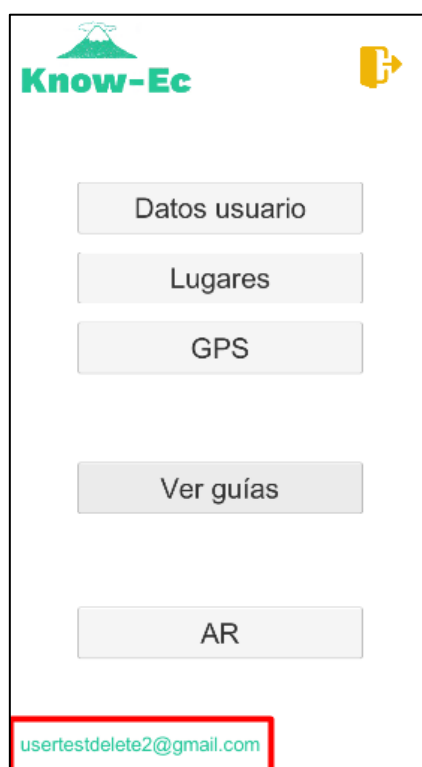 Know-Ec
Datos usuario
Lugares
GPS
Ver guías
AR
usertestdelete2@gmail.com